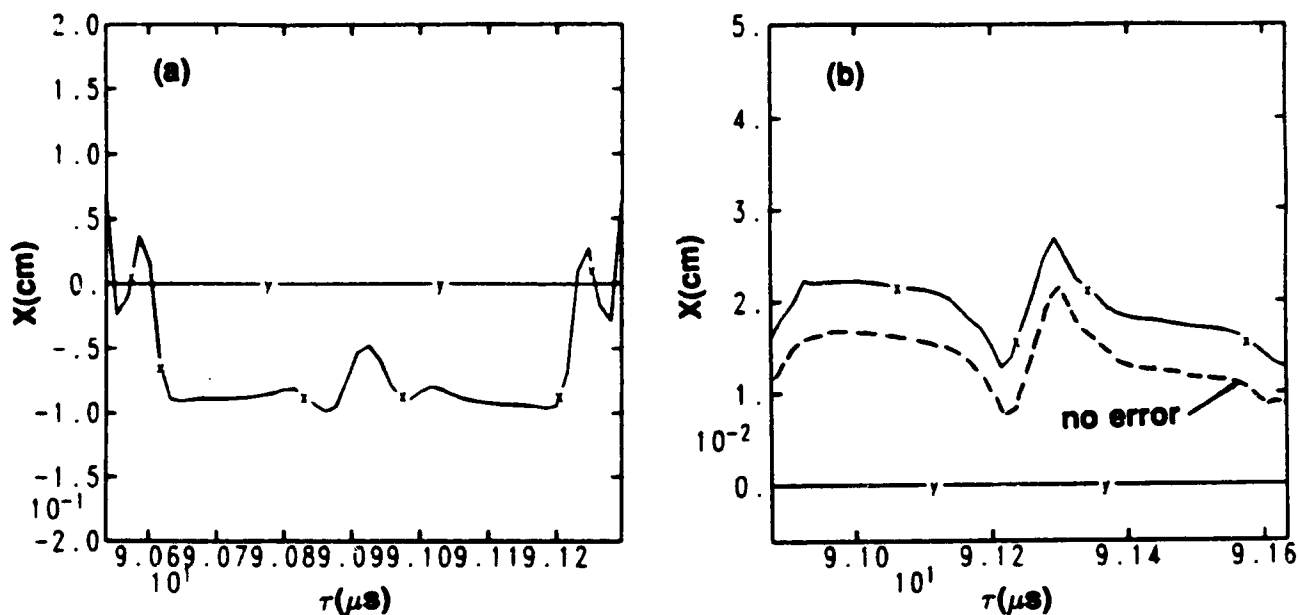 2.0
(a)
1.5
1.0
.5
0.
-.5
-1.0
-1.5
10⁻¹
-2.0
X(cm)
x
x
x
x
x
x
y
y
9.069.079.089.099.109.119.12
10¹
τ(μs)
5.
(b)
4.
3.
2.
1.
10⁻²
0.
X(cm)
x
x
x
x
no error
y
y
9.10
9.12
9.14
9.16
10¹
τ(μs)